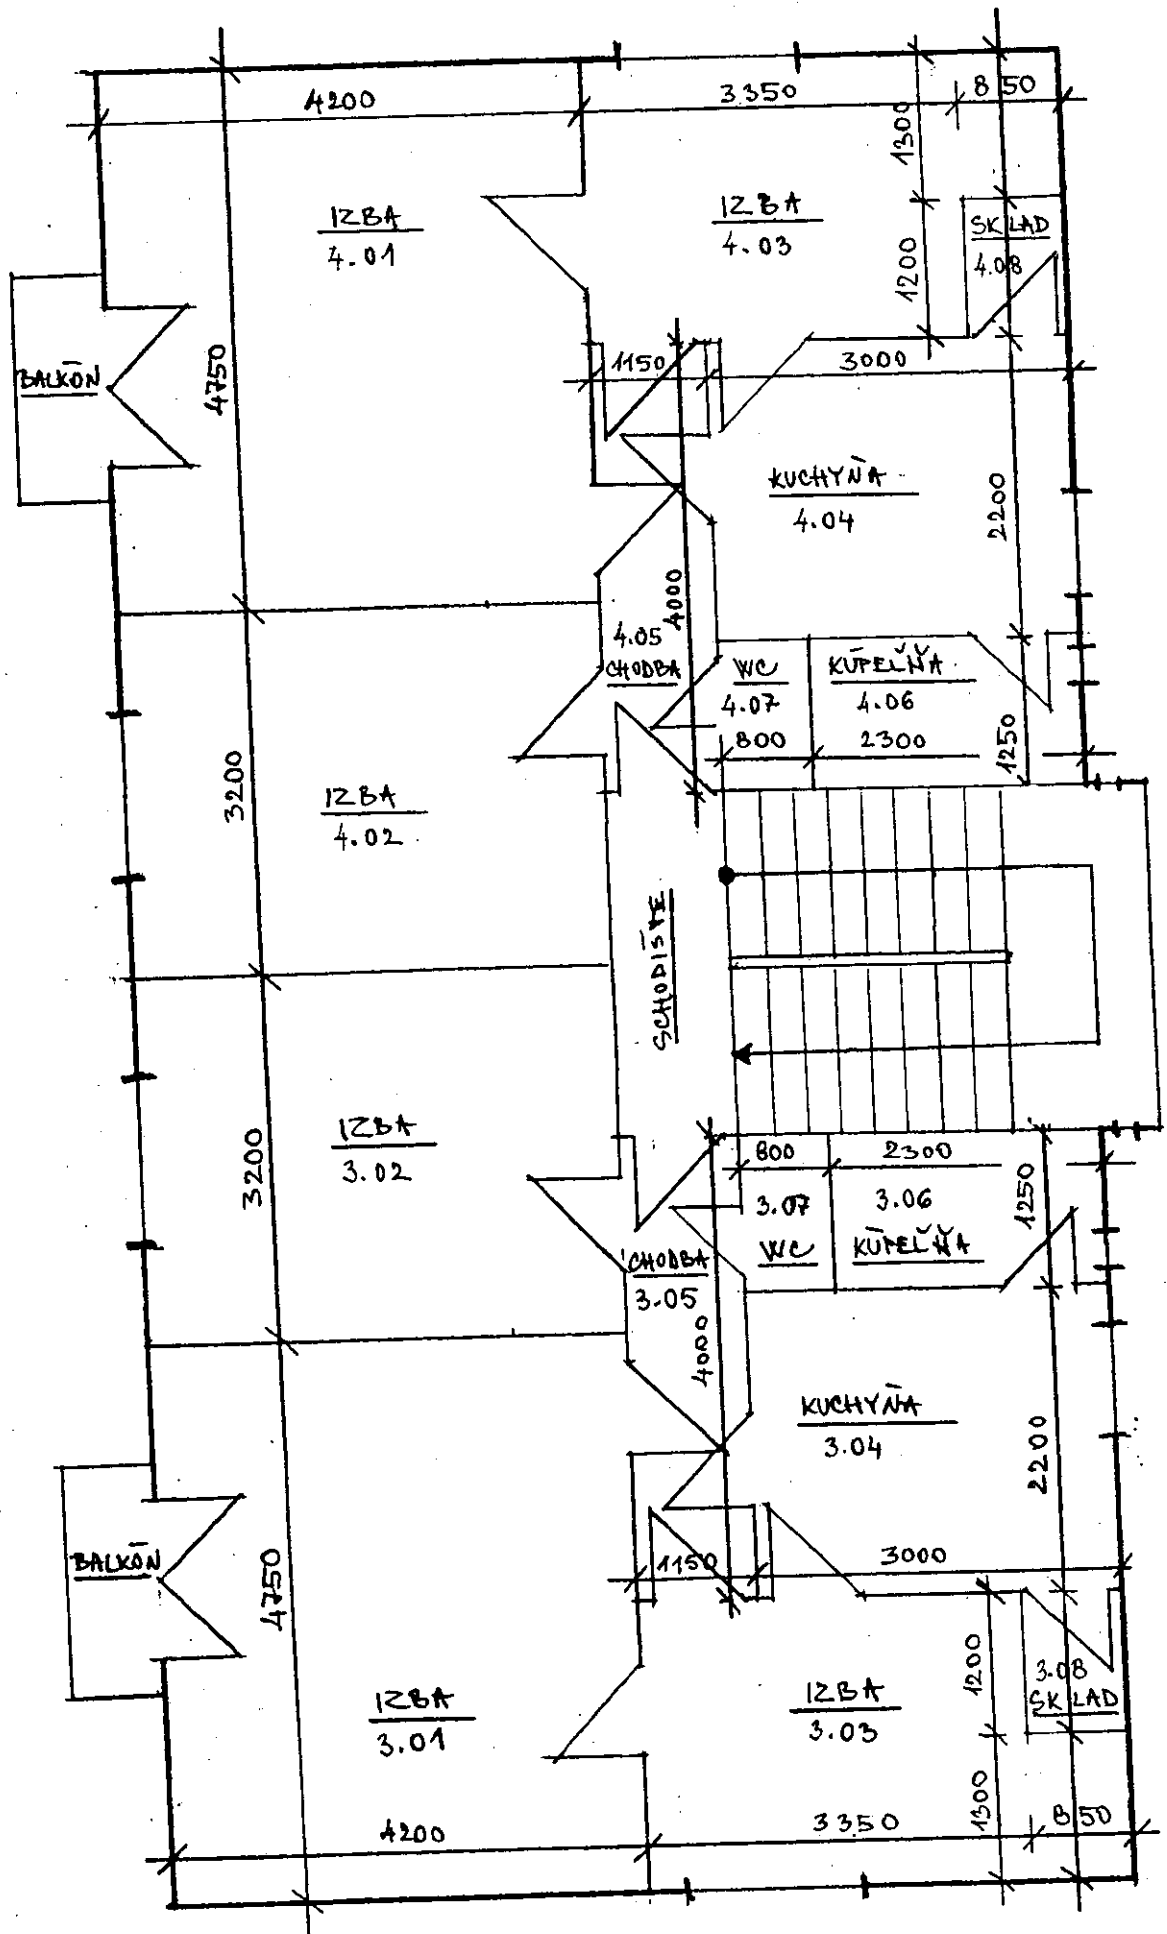 4200
3350
850
1300
IZBA
4.01
IZBA
4.03
SKLAD
4.08
1200
BALKÓN
4750
1150
3000
KUCHYŇA
4.04
2200
4000
4.05
CHODBA
WC
4.07
KÚPEĽŇA
4.06
800
2300
1250
3200
IZBA
4.02
SCHODIŠTE
3200
IZBA
3.02
800
2300
1250
3.07
WC
3.06
KÚPEĽŇA
CHODBA
3.05
4000
KUCHYŇA
3.04
2200
BALKÓN
4750
1150
3000
1200
3.08
SKLAD
IZBA
3.01
IZBA
3.03
1300
4200
3350
850